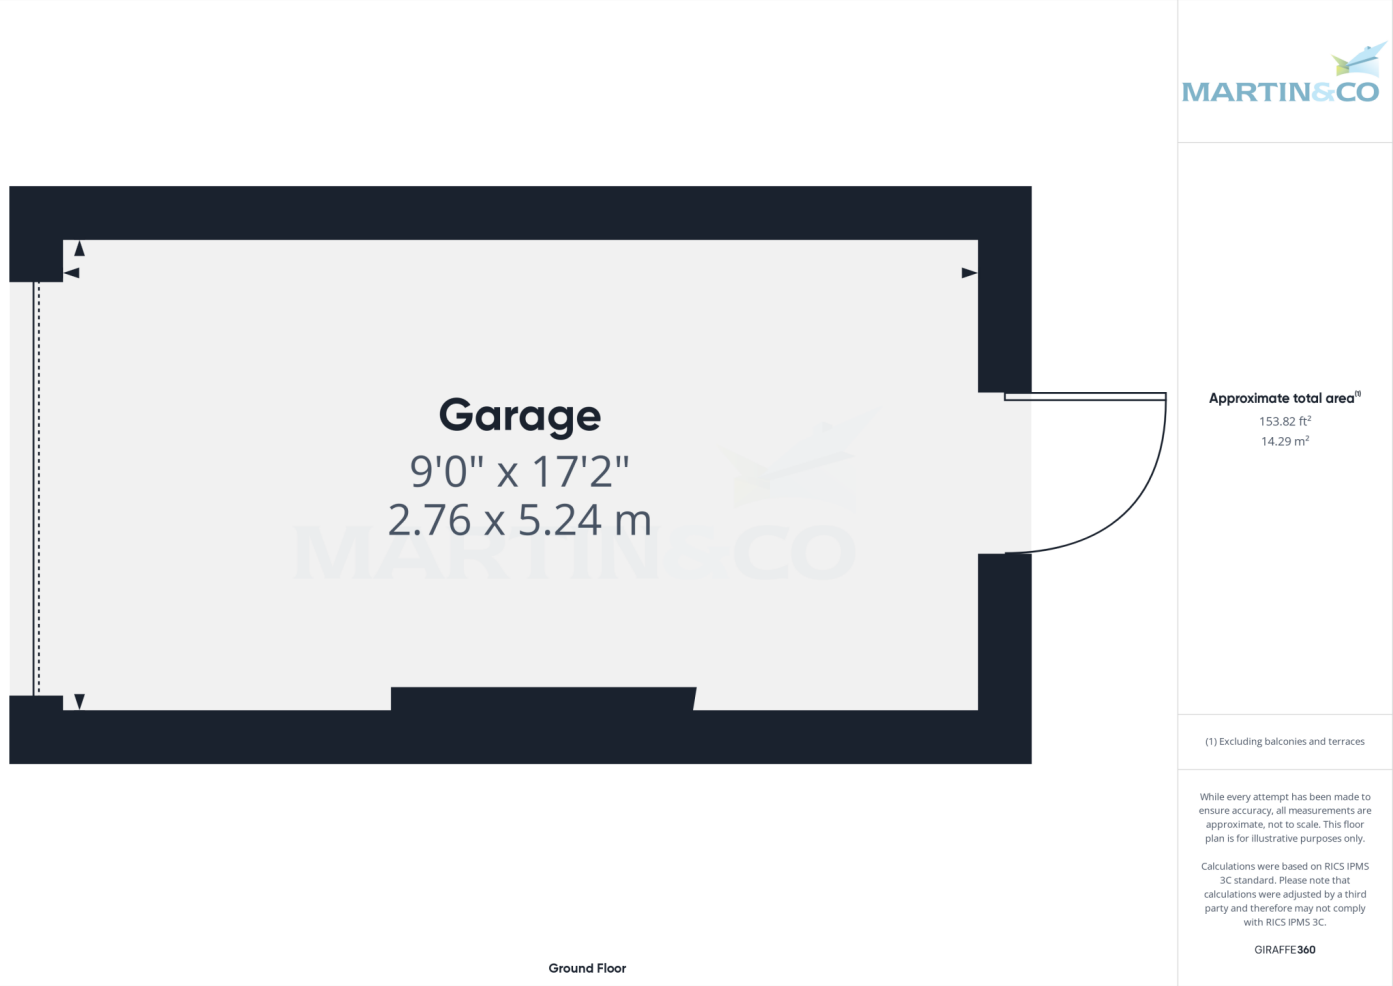 MARTIN&CO
Garage
9'0" x 17'2"
2.76 x 5.24 m
MARTIN&CO
Approximate total area(1)
153.82 ft²
14.29 m²
(1) Excluding balconies and terraces
While every attempt has been made to
ensure accuracy, all measurements are
approximate, not to scale. This floor
plan is for illustrative purposes only.
Calculations were based on RICS IPMS
3C standard. Please note that
calculations were adjusted by a third
party and therefore may not comply
with RICS IPMS 3C.
GIRAFFE360
Ground Floor